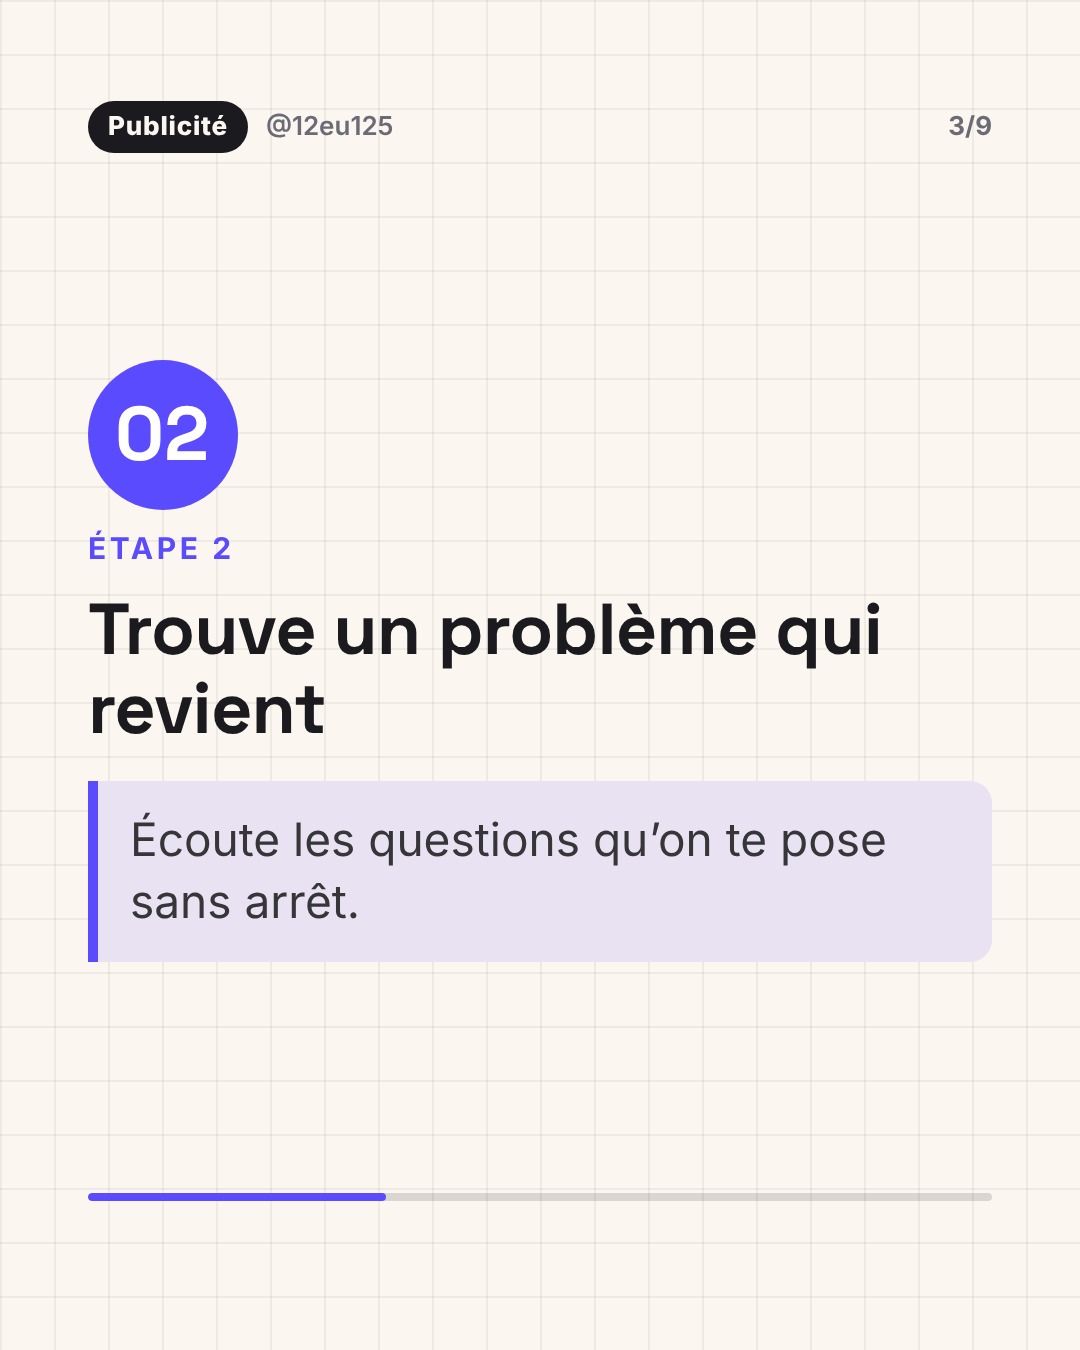 Publicité @12eu125 3/9
02
ÉTAPE 2
Trouve un problème qui
revient
Écoute les questions qu’on te pose
sans arrêt.